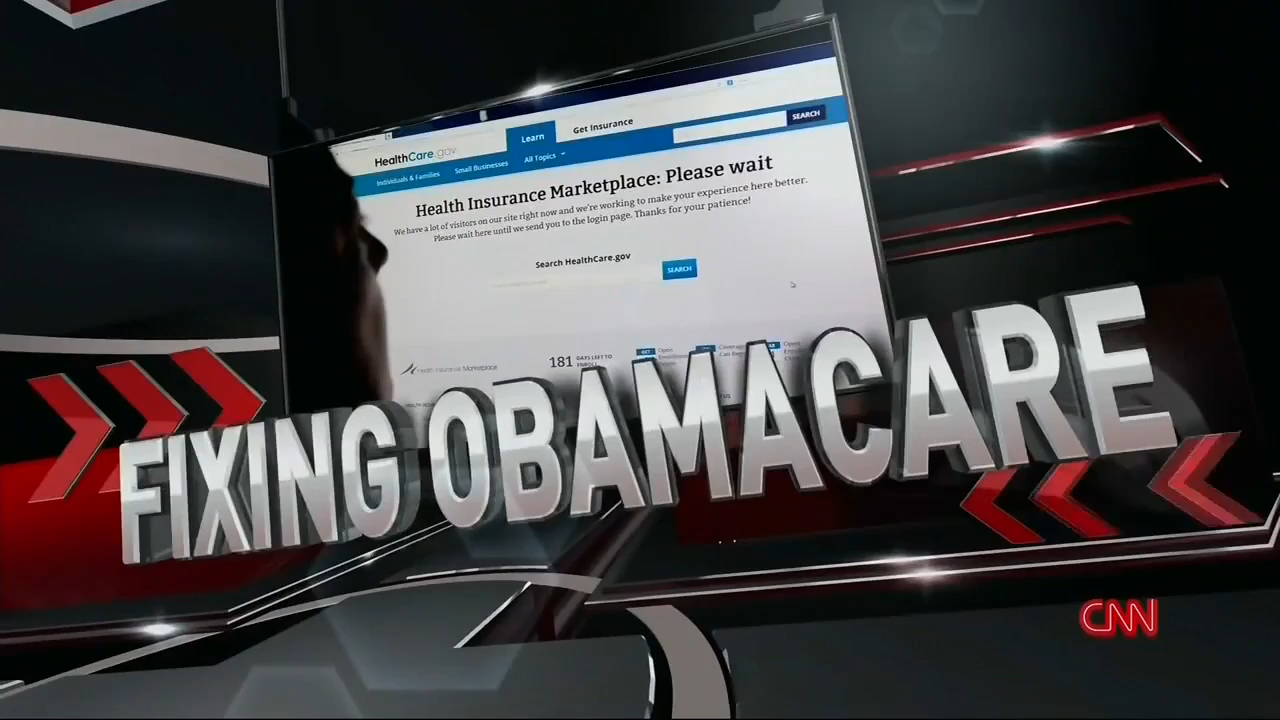 HealthCare.gov
Learn
Get Insurance
SEARCH
Individuals & Families
Small Businesses
All Topics
Health Insurance Marketplace: Please wait
We have a lot of visitors on our site right now and we're working to make your experience here better.
Please wait here until we send you to the login page. Thanks for your patience!
Search HealthCare.gov
SEARCH
Health Insurance Marketplace
181 DAYS LEFT TO
ENROLL
OCT
Open
FIXING OBAMACARE
CNN